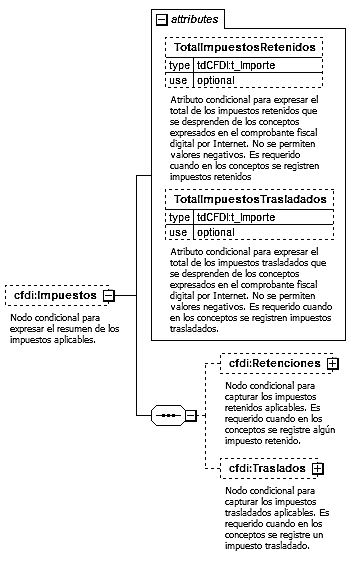 attributes
TotalImpuestosRetenidos
type tdCFDI:t_Importe
use optional
Atributo condicional para expresar el
total de los impuestos retenidos que
se desprenden de los conceptos
expresados en el comprobante fiscal
digital por Internet. No se permiten
valores negativos. Es requerido
cuando en los conceptos se registren
impuestos retenidos
TotalImpuestosTrasladados
type tdCFDI:t_Importe
use optional
Atributo condicional para expresar el
total de los impuestos trasladados que
se desprenden de los conceptos
expresados en el comprobante fiscal
digital por Internet. No se permiten
valores negativos. Es requerido cuando
en los conceptos se registren impuestos
trasladados.
cfdi:Impuestos
Nodo condicional para
expresar el resumen de los
impuestos aplicables.
cfdi:Retenciones
Nodo condicional para
capturar los impuestos
retenidos aplicables. Es
requerido cuando en los
conceptos se registre algún
impuesto retenido.
cfdi:Traslados
Nodo condicional para
capturar los impuestos
trasladados aplicables. Es
requerido cuando en los
conceptos se registre un
impuesto trasladado.